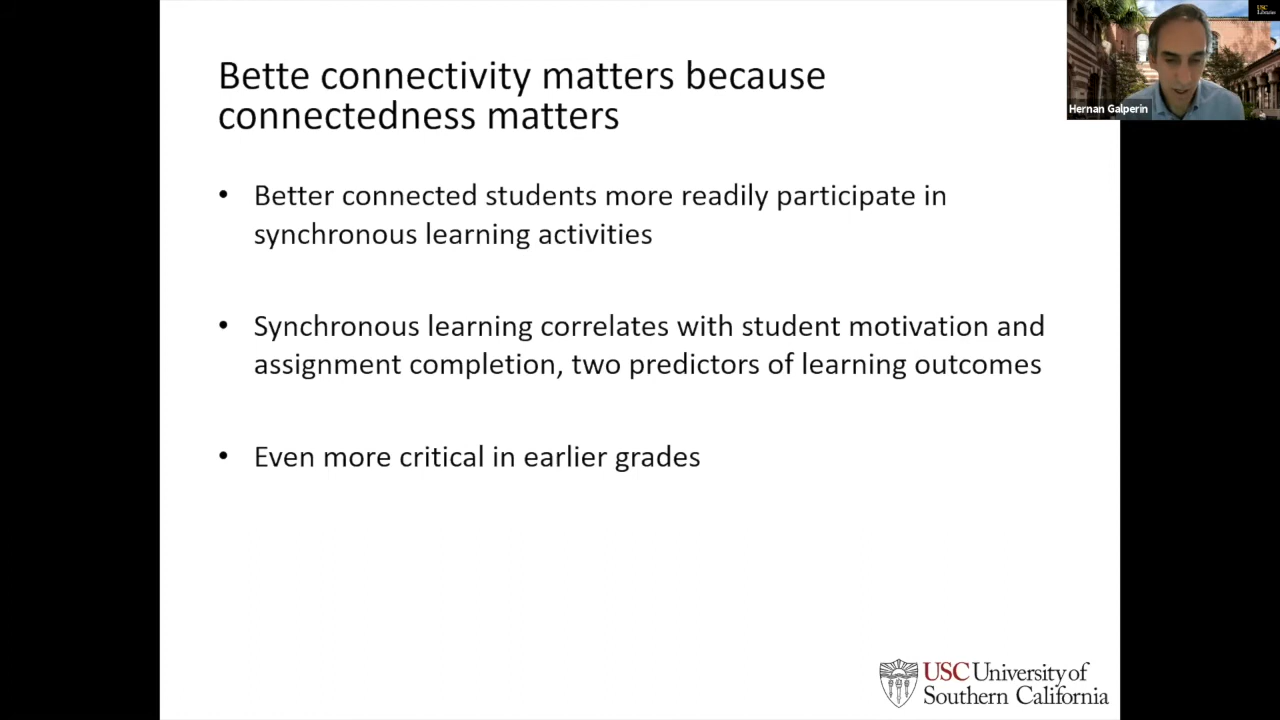 Bette connectivity matters because
connectedness matters
• Better connected students more readily participate in
synchronous learning activities
• Synchronous learning correlates with student motivation and
assignment completion, two predictors of learning outcomes
• Even more critical in earlier grades
USC University of
Southern California
Hernan Galperin
USC
Libraries